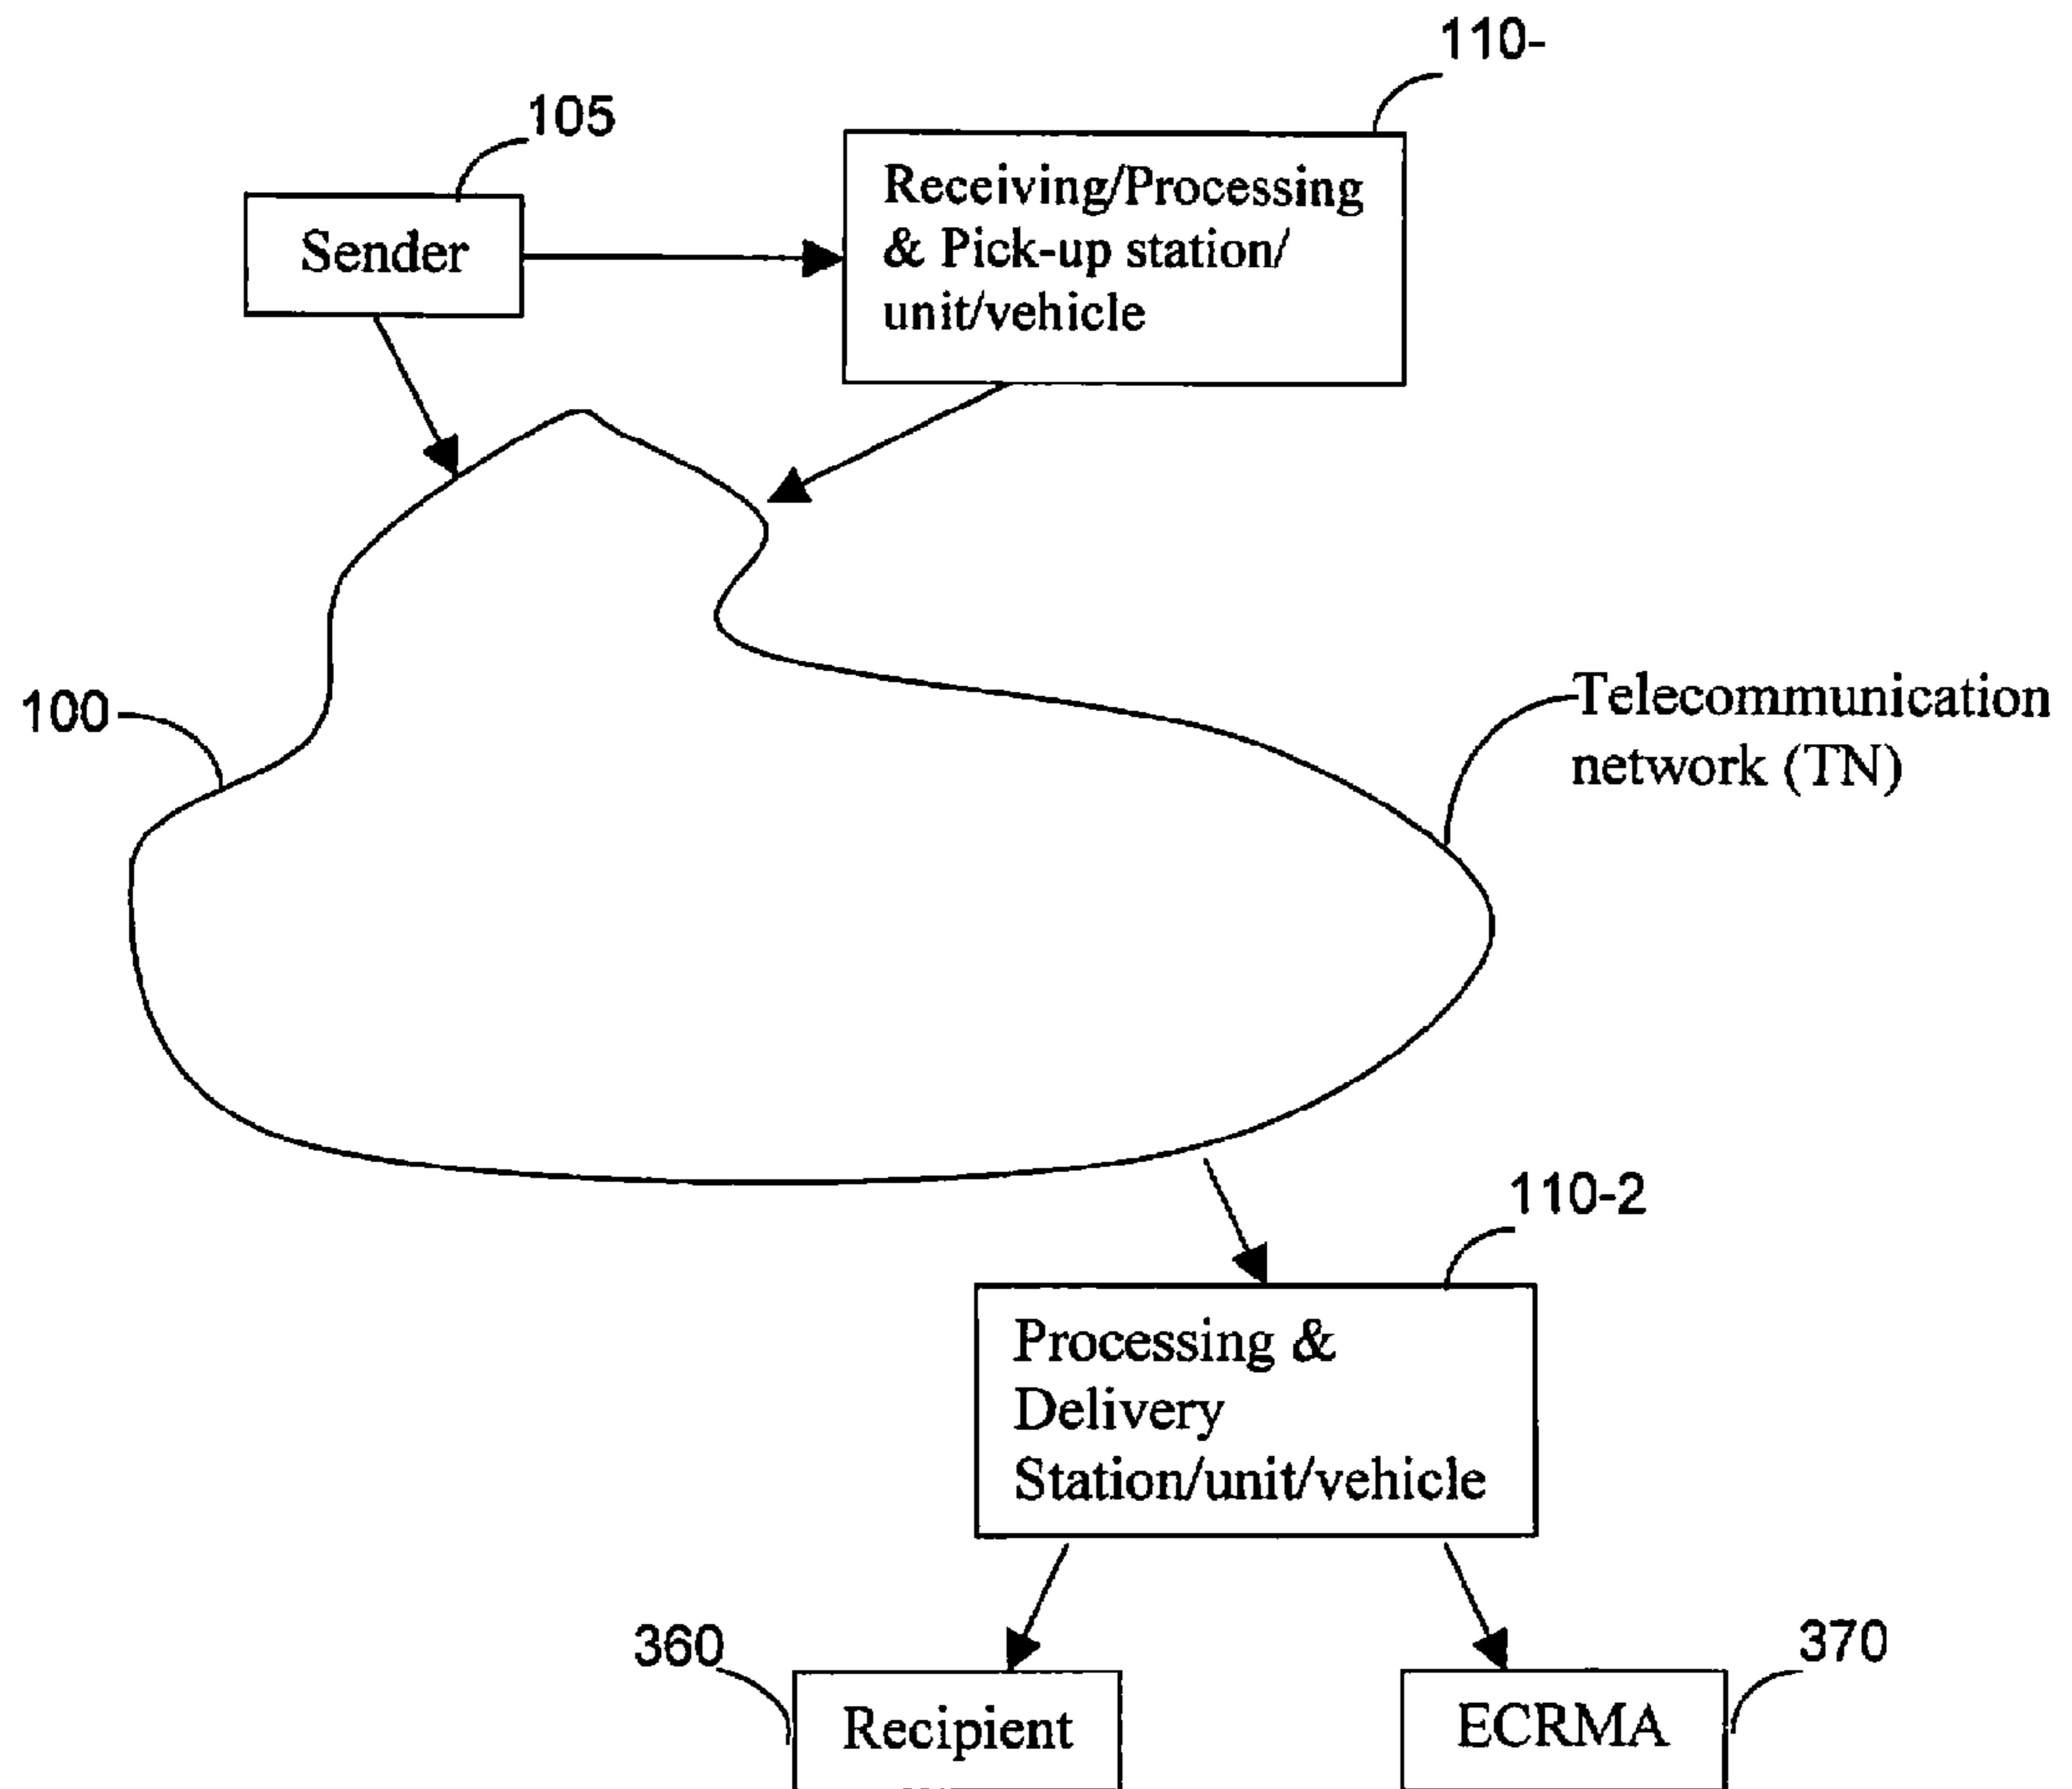 110-
105
Receiving/Processing
& Pick-up station/
unit/vehicle
Sender
100
Telecommunication
network (TN)
110-2
Processing &
Delivery
Station/unit/vehicle
360
370
Recipient
ECRMA